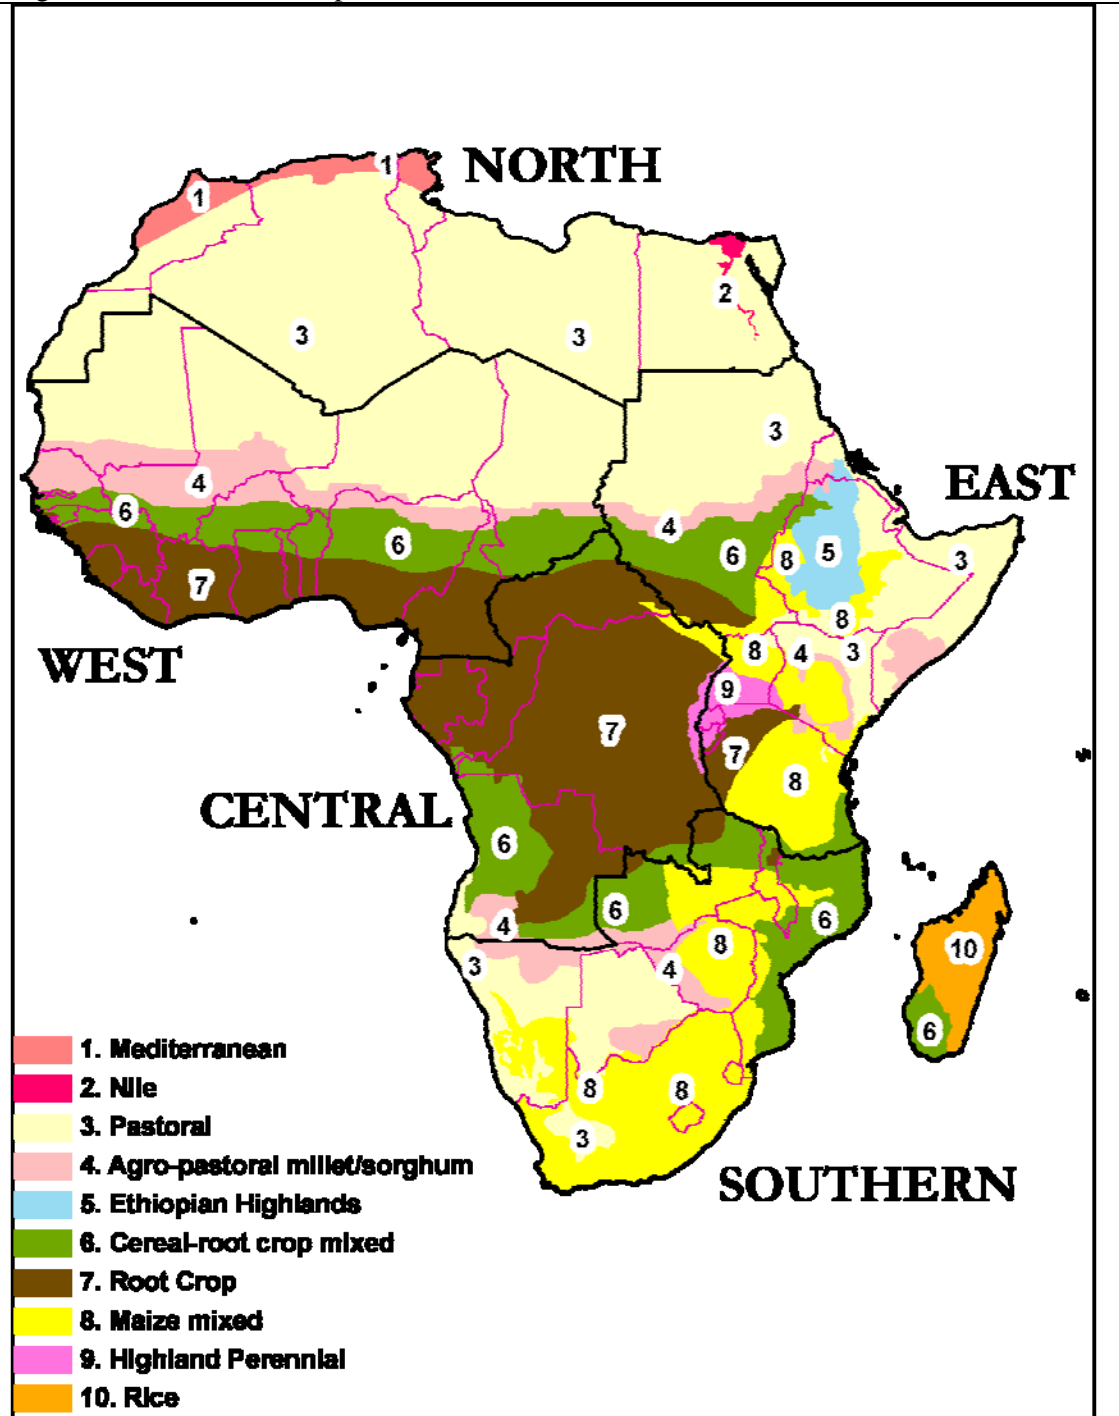 NORTH
1
1
2
3
3
3
EAST
4
4
6
6
6
5
8
3
7
8
WEST
8
4
3
9
7
7
8
CENTRAL
6
6
6
4
8
10
3
4
6
8
8
3
SOUTHERN
1. Mediterranean
2. Nile
3. Pastoral
4. Agro-pastoral millet/sorghum
5. Ethiopian Highlands
6. Cereal-root crop mixed
7. Root Crop
8. Maize mixed
9. Highland Perennial
10. Rice